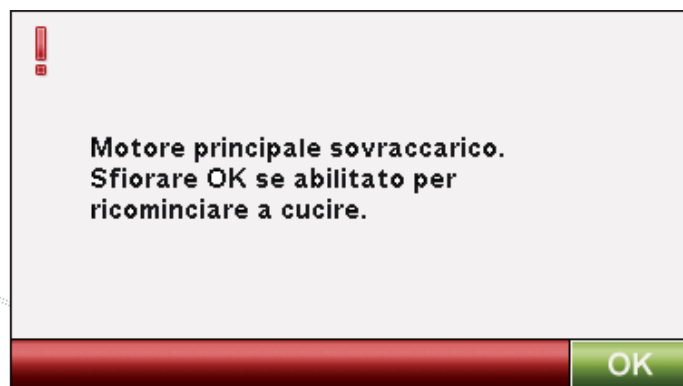 Motore principale sovraccarico.
Sfiorare OK se abilitato per
ricominciare a cucire.
OK